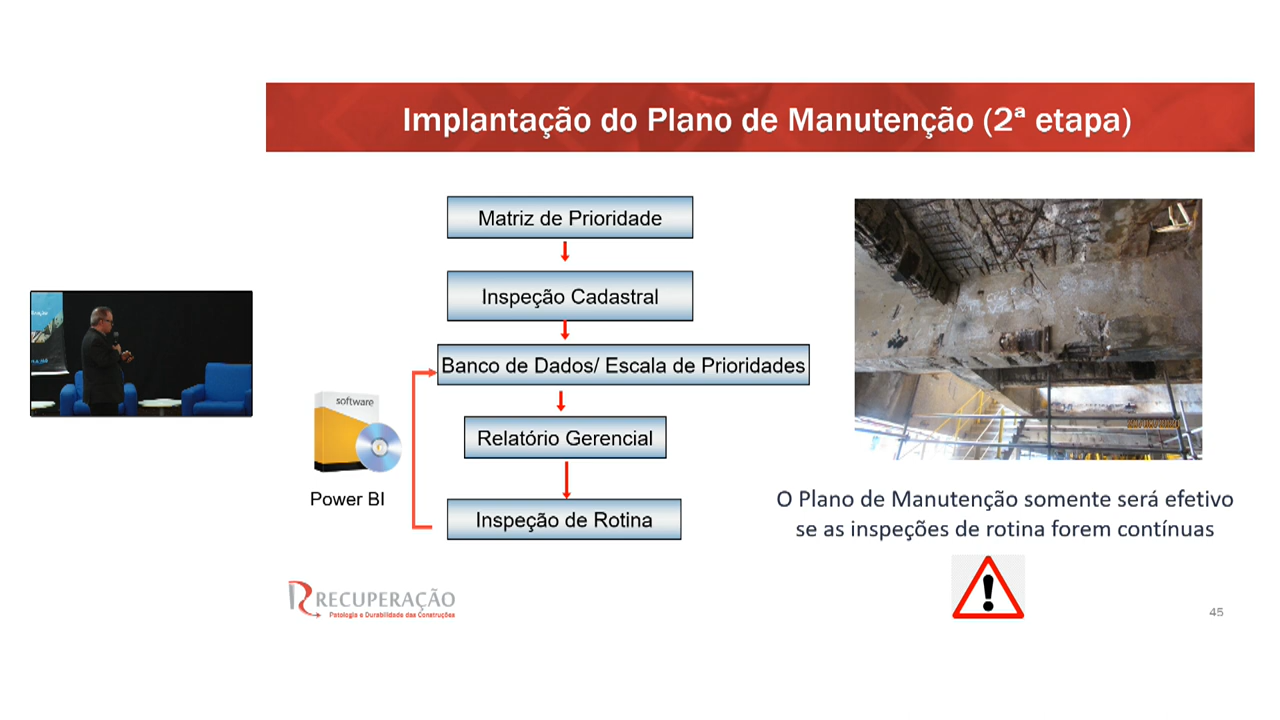 Implantação do Plano de Manutenção (2ª etapa)
Matriz de Prioridade
Inspeção Cadastral
Banco de Dados/ Escala de Prioridades
software
Relatório Gerencial
Power BI
Inspeção de Rotina
O Plano de Manutenção somente será efetivo
se as inspeções de rotina forem contínuas
RECUPERAÇÃO
Patologia e Durabilidade das Construções
45